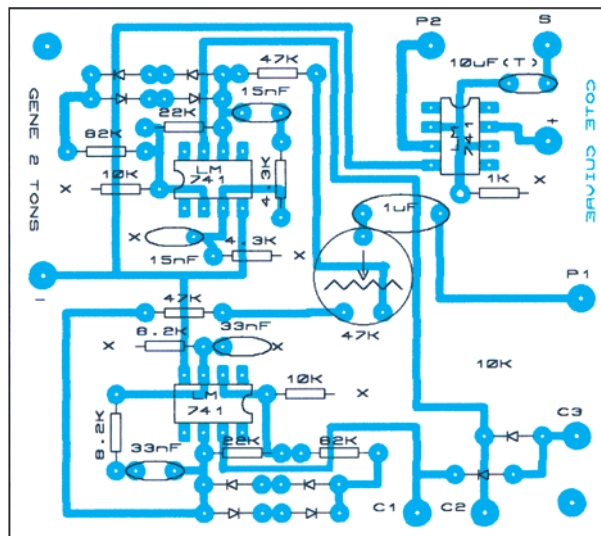 P2
S
47K
10uF(T)
15nF
GENE 2 TONS
22K
+
82K
LM
741
LM
741
COTE CUIVRE
10K
X
4.3K
1K
X
1uF
X
15nF
4.3K
X
-
P1
47K
8.2K
33nF
47K
X
X
10K
LM
741
10K
X
8.2K
C3
33nF
22K
82K
C1
C2